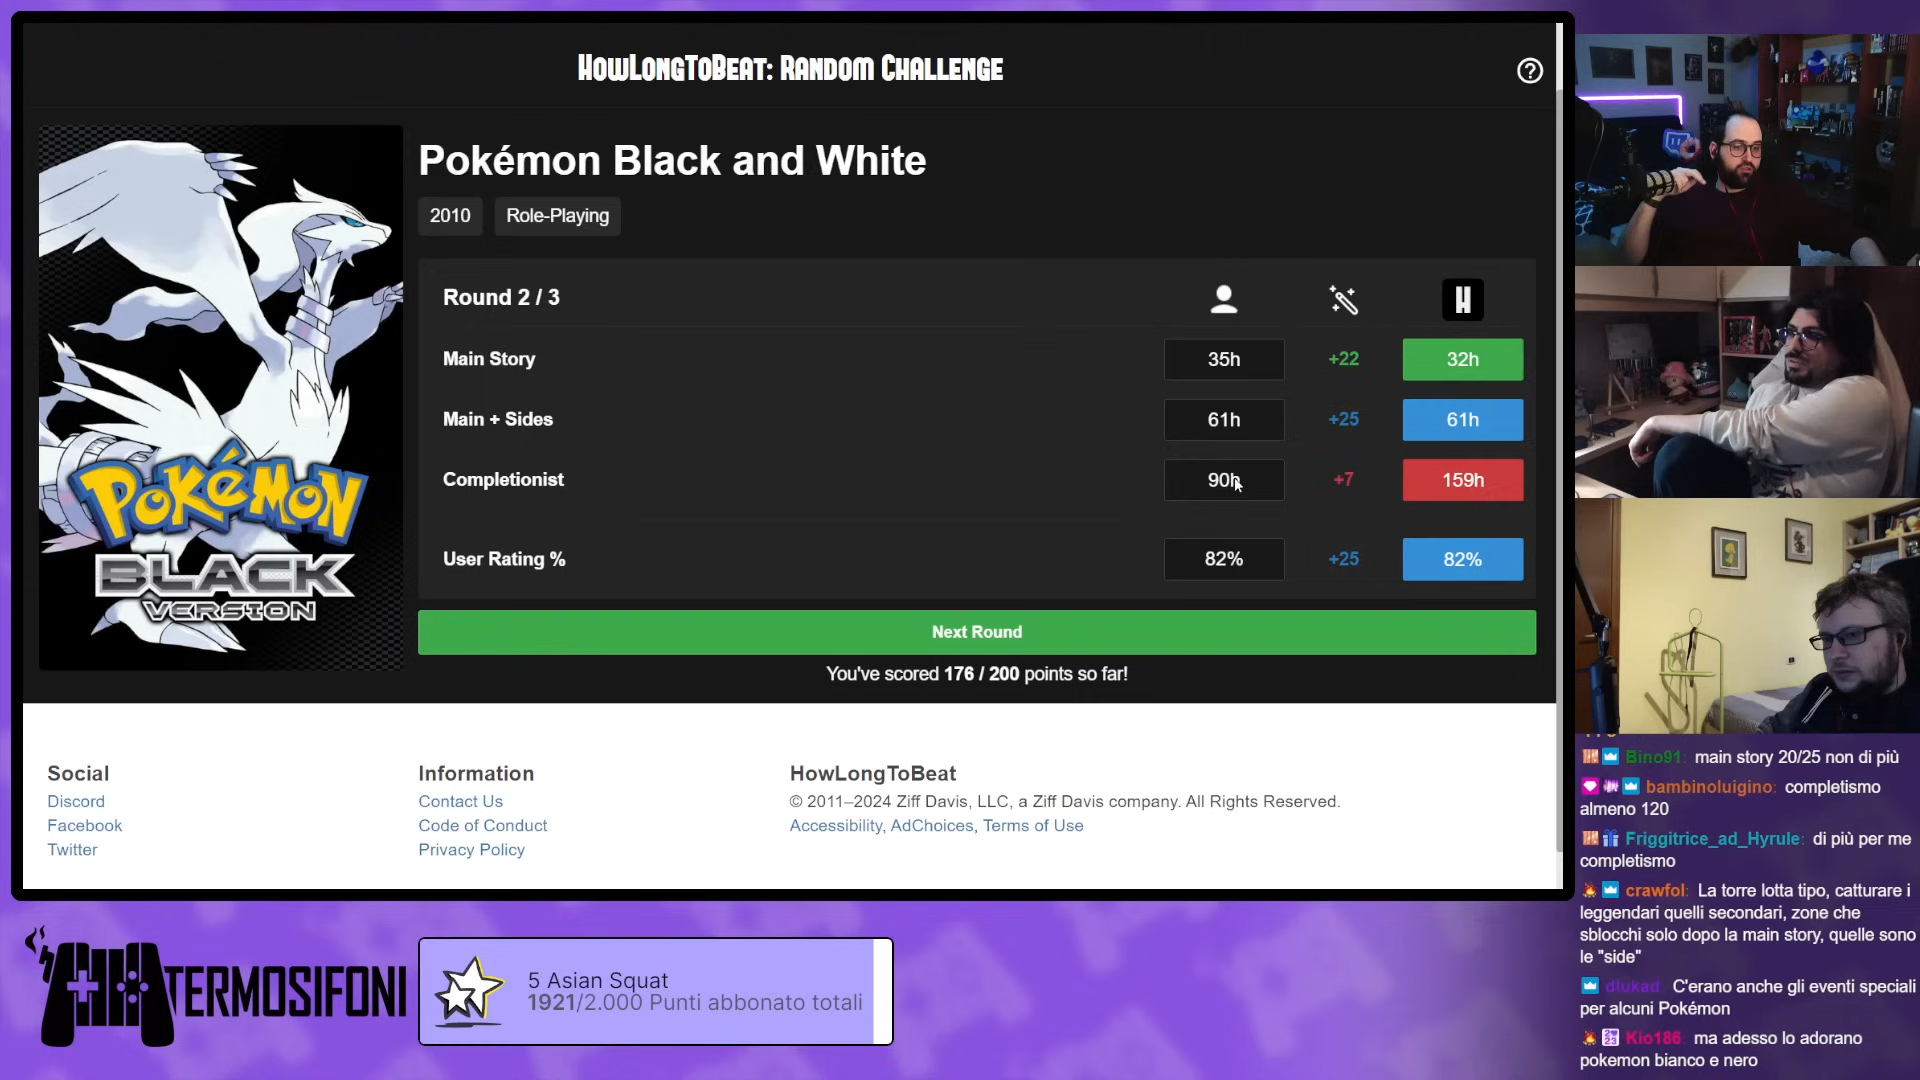 HowLongToBeat: Random Challenge
Pokémon Black and White
2010
Role-Playing
Round 2 / 3
H
Main Story
35h
+22
32h
Main + Sides
61h
+25
61h
Completionist
90h
+7
159h
User Rating %
82%
+25
82%
Next Round
You've scored 176 / 200 points so far!
POKéMON
BLACK
VERSION
Social
Discord
Facebook
Twitter
Information
Contact Us
Code of Conduct
Privacy Policy
HowLongToBeat
© 2011–2024 Ziff Davis, LLC, a Ziff Davis company. All Rights Reserved.
Accessibility, AdChoices, Terms of Use
TERMOSIFONI
5 Asian Squat
1921/2.000 Punti abbonato totali
Bino91: main story 20/25 non di più
bambinoluigino: completismo
almeno 120
Friggitrice_ad_Hyrule: di più per me
completismo
crawfol: La torre lotta tipo, catturare i
leggendari quelli secondari, zone che
sblocchi solo dopo la main story, quelle sono
le "side"
dlukad: C'erano anche gli eventi speciali
per alcuni Pokémon
Kio186: ma adesso lo adorano
pokemon bianco e nero